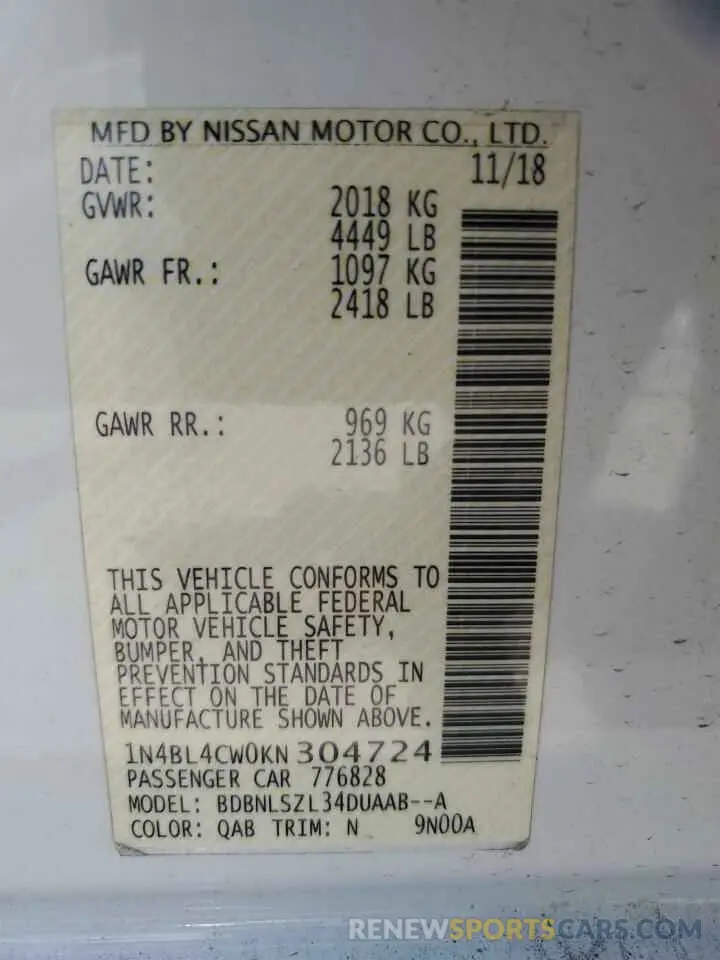 MFD BY NISSAN MOTOR CO., LTD.
DATE: 11/18
GVWR: 2018 KG
4449 LB
GAWR FR.: 1097 KG
2418 LB
GAWR RR.: 969 KG
2136 LB
THIS VEHICLE CONFORMS TO
ALL APPLICABLE FEDERAL
MOTOR VEHICLE SAFETY,
BUMPER, AND THEFT
PREVENTION STANDARDS IN
EFFECT ON THE DATE OF
MANUFACTURE SHOWN ABOVE.
1N4BL4CW0KN304724
PASSENGER CAR 776828
MODEL: BDBNLSZL34DUAAB--A
COLOR: QAB TRIM: N 9N00A
RENEWSPORTSCARS.COM